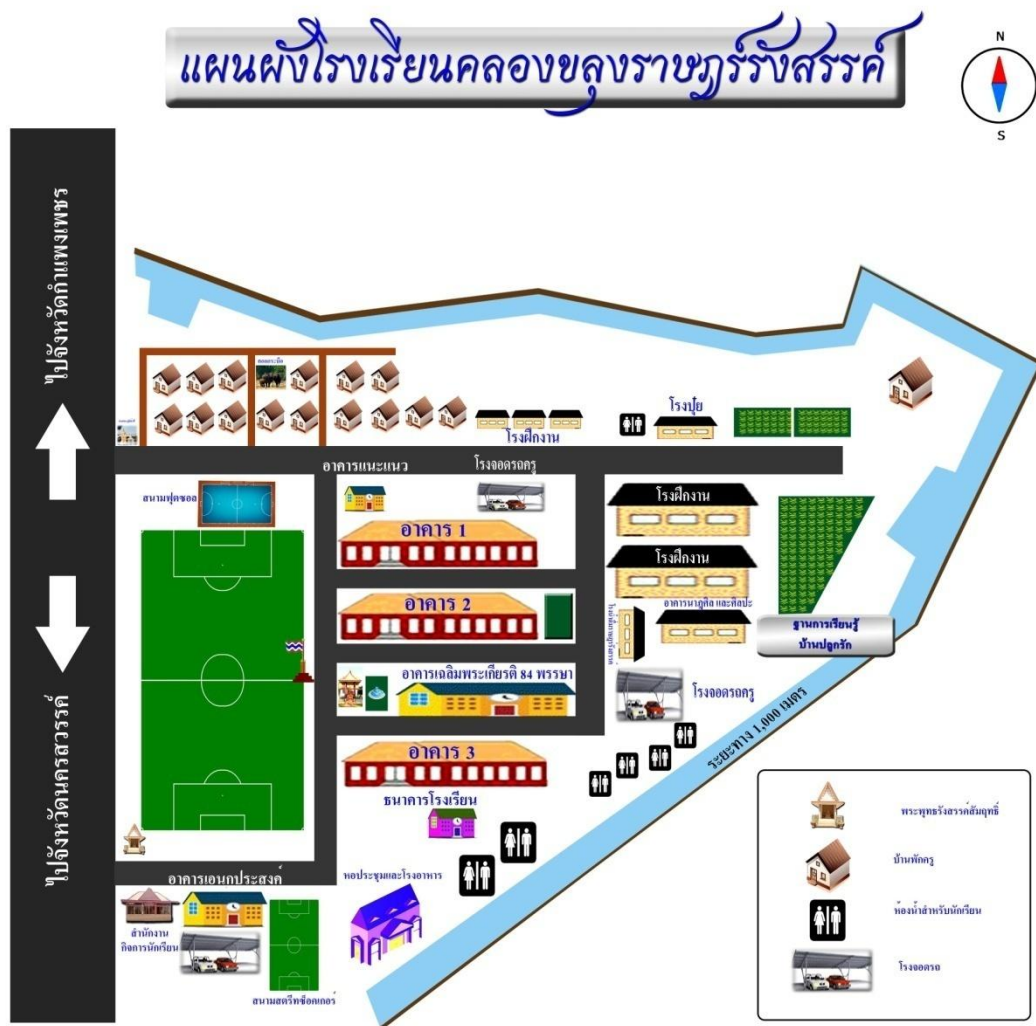 แผนผังโรงเรียนคลองขลุงราษฎร์รังสรรค์
N
S
ไปจังหวัดกำแพงเพชร
ไปจังหวัดนครสวรรค์
โรงปุ๋ย
โรงฝึกงาน
อาคารแนะแนว
โรงจอดรถครู
สนามฟุตซอล
อาคาร 1
โรงฝึกงาน
โรงฝึกงาน
อาคาร 2
อาคารนาฏศิลป์ และศิลปะ
ฐานการเรียนรู้
บ้านปลูกรัก
อาคารเฉลิมพระเกียรติ 84 พรรษา
โรงจอดรถครู
ระยะทาง 1,000 เมตร
อาคาร 3
ธนาคารโรงเรียน
อาคารเอนกประสงค์
หอประชุมและโรงอาหาร
สำนักงาน
กิจการนักเรียน
สนามสตรีทซ็อคเกอร์
พระพุทธรังสรรค์สัมฤทธิ์
บ้านพักครู
ห้องน้ำสำหรับนักเรียน
โรงจอดรถ